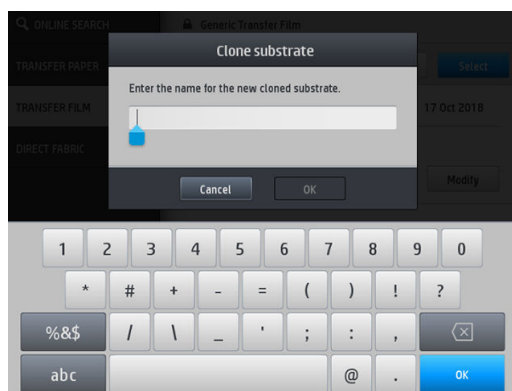 ONLINE SEARCH
Generic Transfer Film
Clone substrate
TRANSFER PAPER
Select
Enter the name for the new cloned substrate.
TRANSFER FILM
17 Oct 2018
DIRECT FABRIC
Cancel
OK
Modify
1 2 3 4 5 6 7 8 9 0
* # + - = ( ) ! ?
%&$ / \ _ ' ; : ,
abc @ . OK